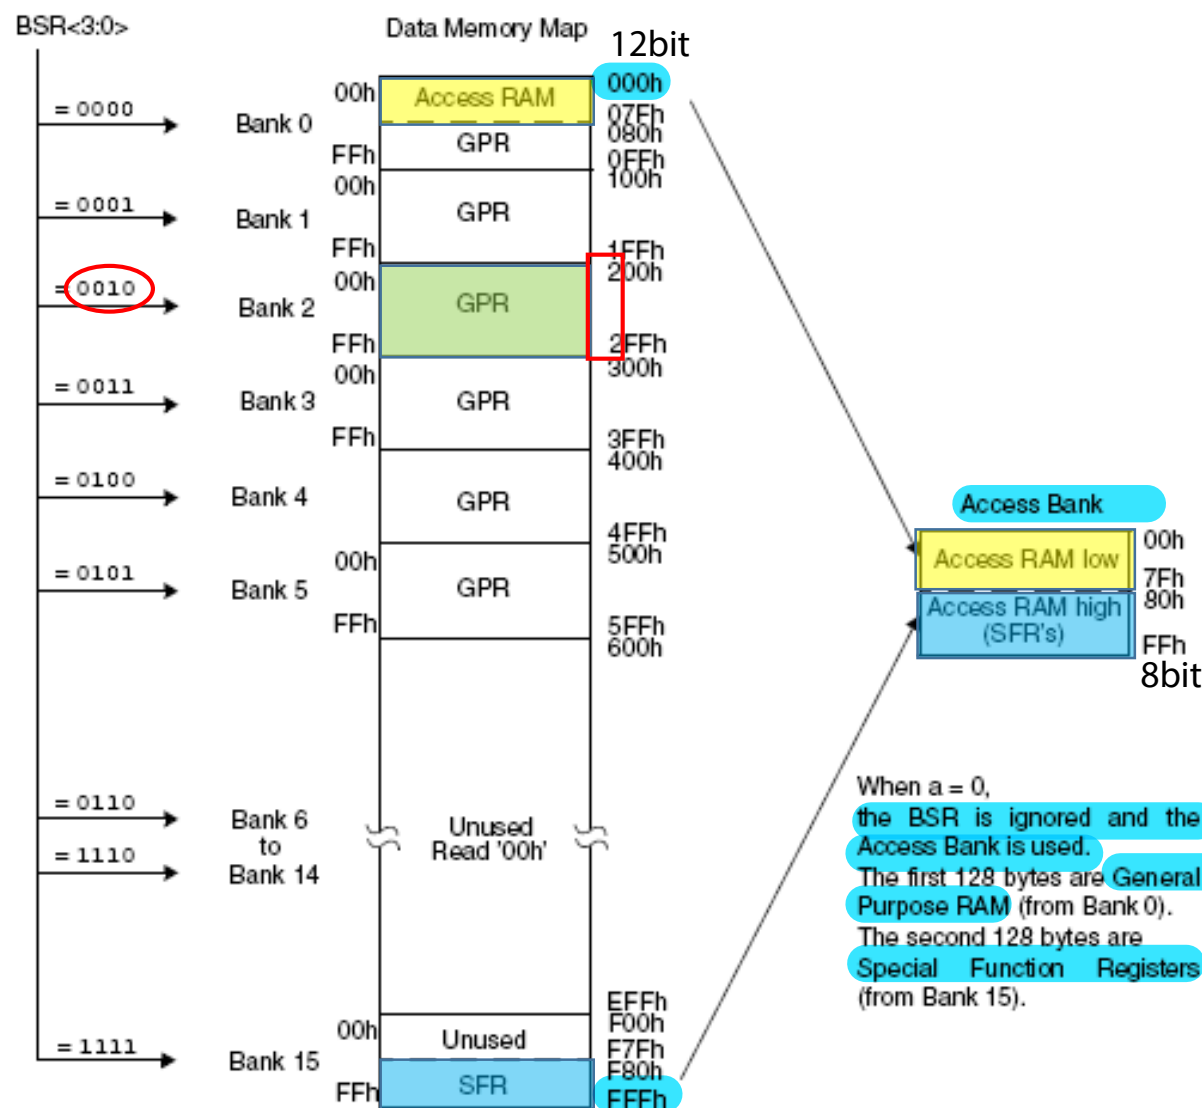 BSR<3:0>
Data Memory Map
12bit
= 0000
Bank 0
00h
Access RAM
000h
07Fh
GPR
080h
FFh
0FFh
= 0001
Bank 1
00h
GPR
100h
FFh
1FFh
= 0010
Bank 2
00h
GPR
200h
FFh
2FFh
= 0011
Bank 3
00h
GPR
300h
FFh
3FFh
= 0100
Bank 4
GPR
400h
4FFh
= 0101
Bank 5
00h
GPR
500h
FFh
5FFh
600h
= 0110
Bank 6
to
= 1110
Bank 14
Unused
Read '00h'
EFFh
= 1111
Bank 15
00h
Unused
F00h
F7Fh
F80h
FFh
SFR
FFFh
Access Bank
Access RAM low
00h
7Fh
Access RAM high
(SFR's)
80h
FFh
8bit
When a = 0,
the BSR is ignored and the
Access Bank is used.
The first 128 bytes are General
Purpose RAM (from Bank 0).
The second 128 bytes are
Special Function Registers
(from Bank 15).